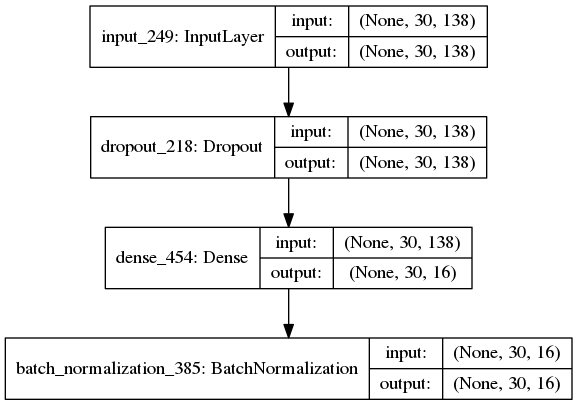 input_249: InputLayer
input: (None, 30, 138)
output: (None, 30, 138)
dropout_218: Dropout
input: (None, 30, 138)
output: (None, 30, 138)
dense_454: Dense
input: (None, 30, 138)
output: (None, 30, 16)
batch_normalization_385: BatchNormalization
input: (None, 30, 16)
output: (None, 30, 16)